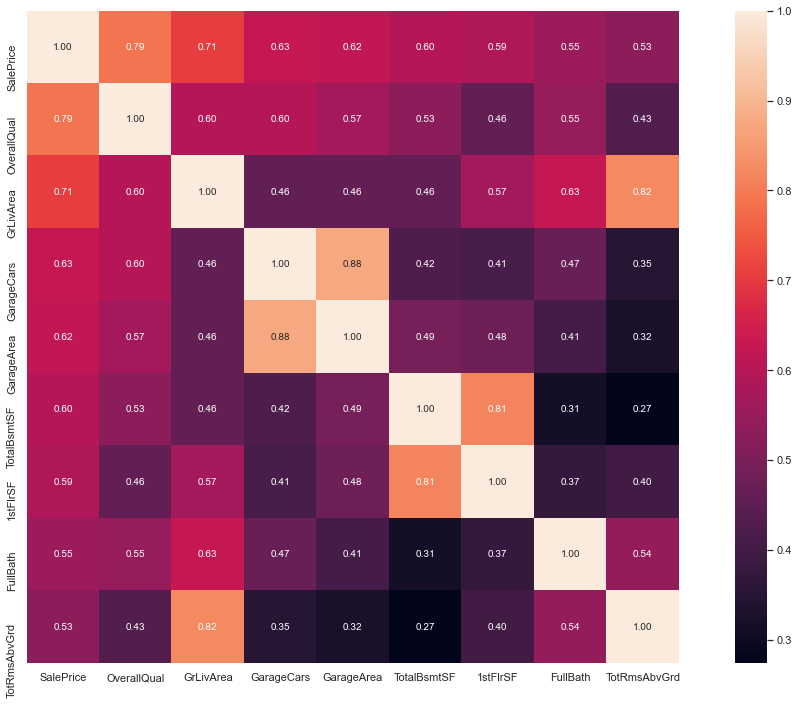 SalePrice 1.00 0.79 0.71 0.63 0.62 0.60 0.59 0.55 0.53
OverallQual 0.79 1.00 0.60 0.60 0.57 0.53 0.46 0.55 0.43
GrLivArea 0.71 0.60 1.00 0.46 0.46 0.46 0.57 0.63 0.82
GarageCars 0.63 0.60 0.46 1.00 0.88 0.42 0.41 0.47 0.35
GarageArea 0.62 0.57 0.46 0.88 1.00 0.49 0.48 0.41 0.32
TotalBsmtSF 0.60 0.53 0.46 0.42 0.49 1.00 0.81 0.31 0.27
1stFlrSF 0.59 0.46 0.57 0.41 0.48 0.81 1.00 0.37 0.40
FullBath 0.55 0.55 0.63 0.47 0.41 0.31 0.37 1.00 0.54
TotRmsAbvGrd 0.53 0.43 0.82 0.35 0.32 0.27 0.40 0.54 1.00
SalePrice OverallQual GrLivArea GarageCars GarageArea TotalBsmtSF 1stFlrSF FullBath TotRmsAbvGrd
1.0
0.9
0.8
0.7
0.6
0.5
0.4
0.3